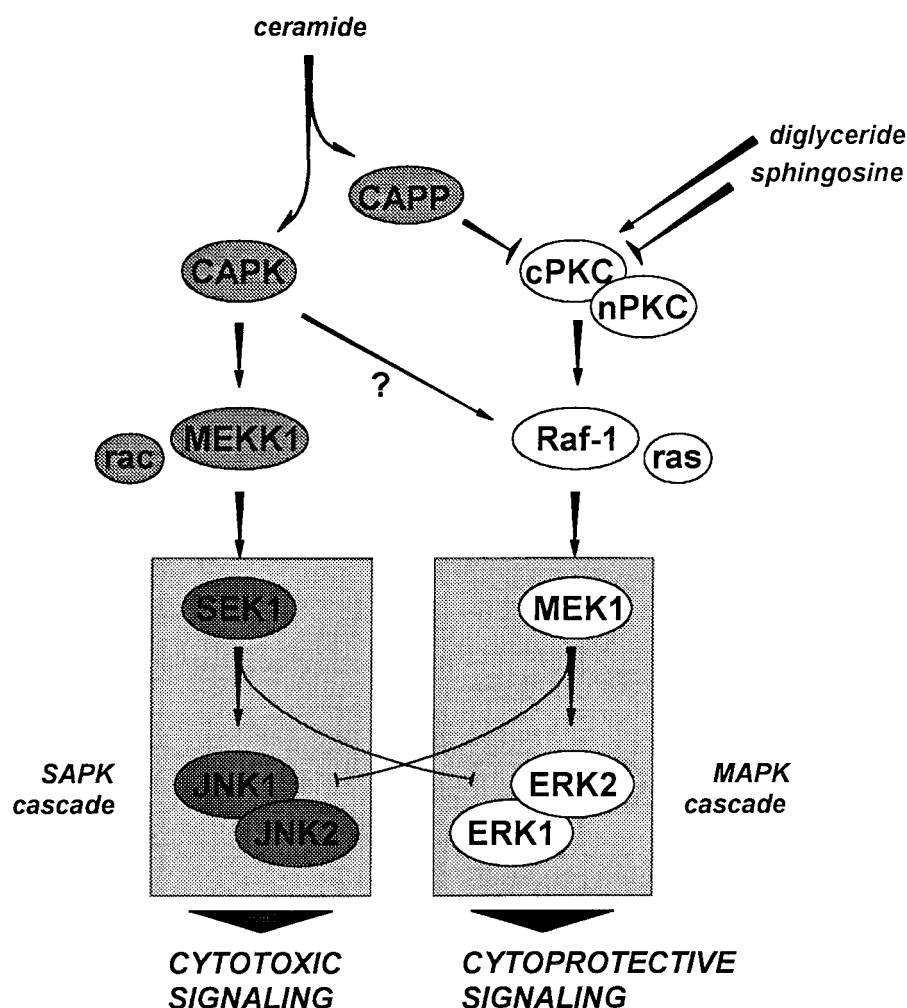 ceramide
diglyceride
sphingosine
CAPP
CAPK
cPKC
nPKC
?
rac
MEKK1
Raf-1
ras
SEK1
MEK1
SAPK
cascade
JNK1
JNK2
ERK2
ERK1
MAPK
cascade
CYTOTOXIC
SIGNALING
CYTOPROTECTIVE
SIGNALING